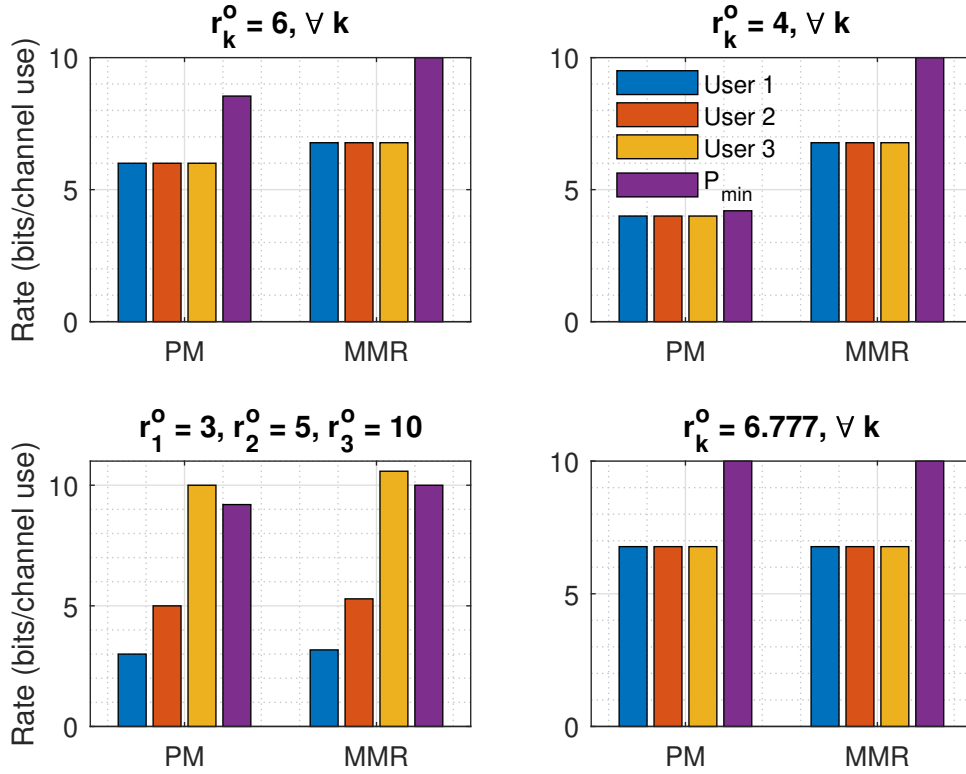 r_k^o = 6, ∀ k
r_k^o = 4, ∀ k
Rate (bits/channel use)
10
5
0
PM MMR
10
5
0
User 1
User 2
User 3
P_min
PM MMR
r_1^o = 3, r_2^o = 5, r_3^o = 10
r_k^o = 6.777, ∀ k
Rate (bits/channel use)
10
5
0
PM MMR
10
5
0
PM MMR